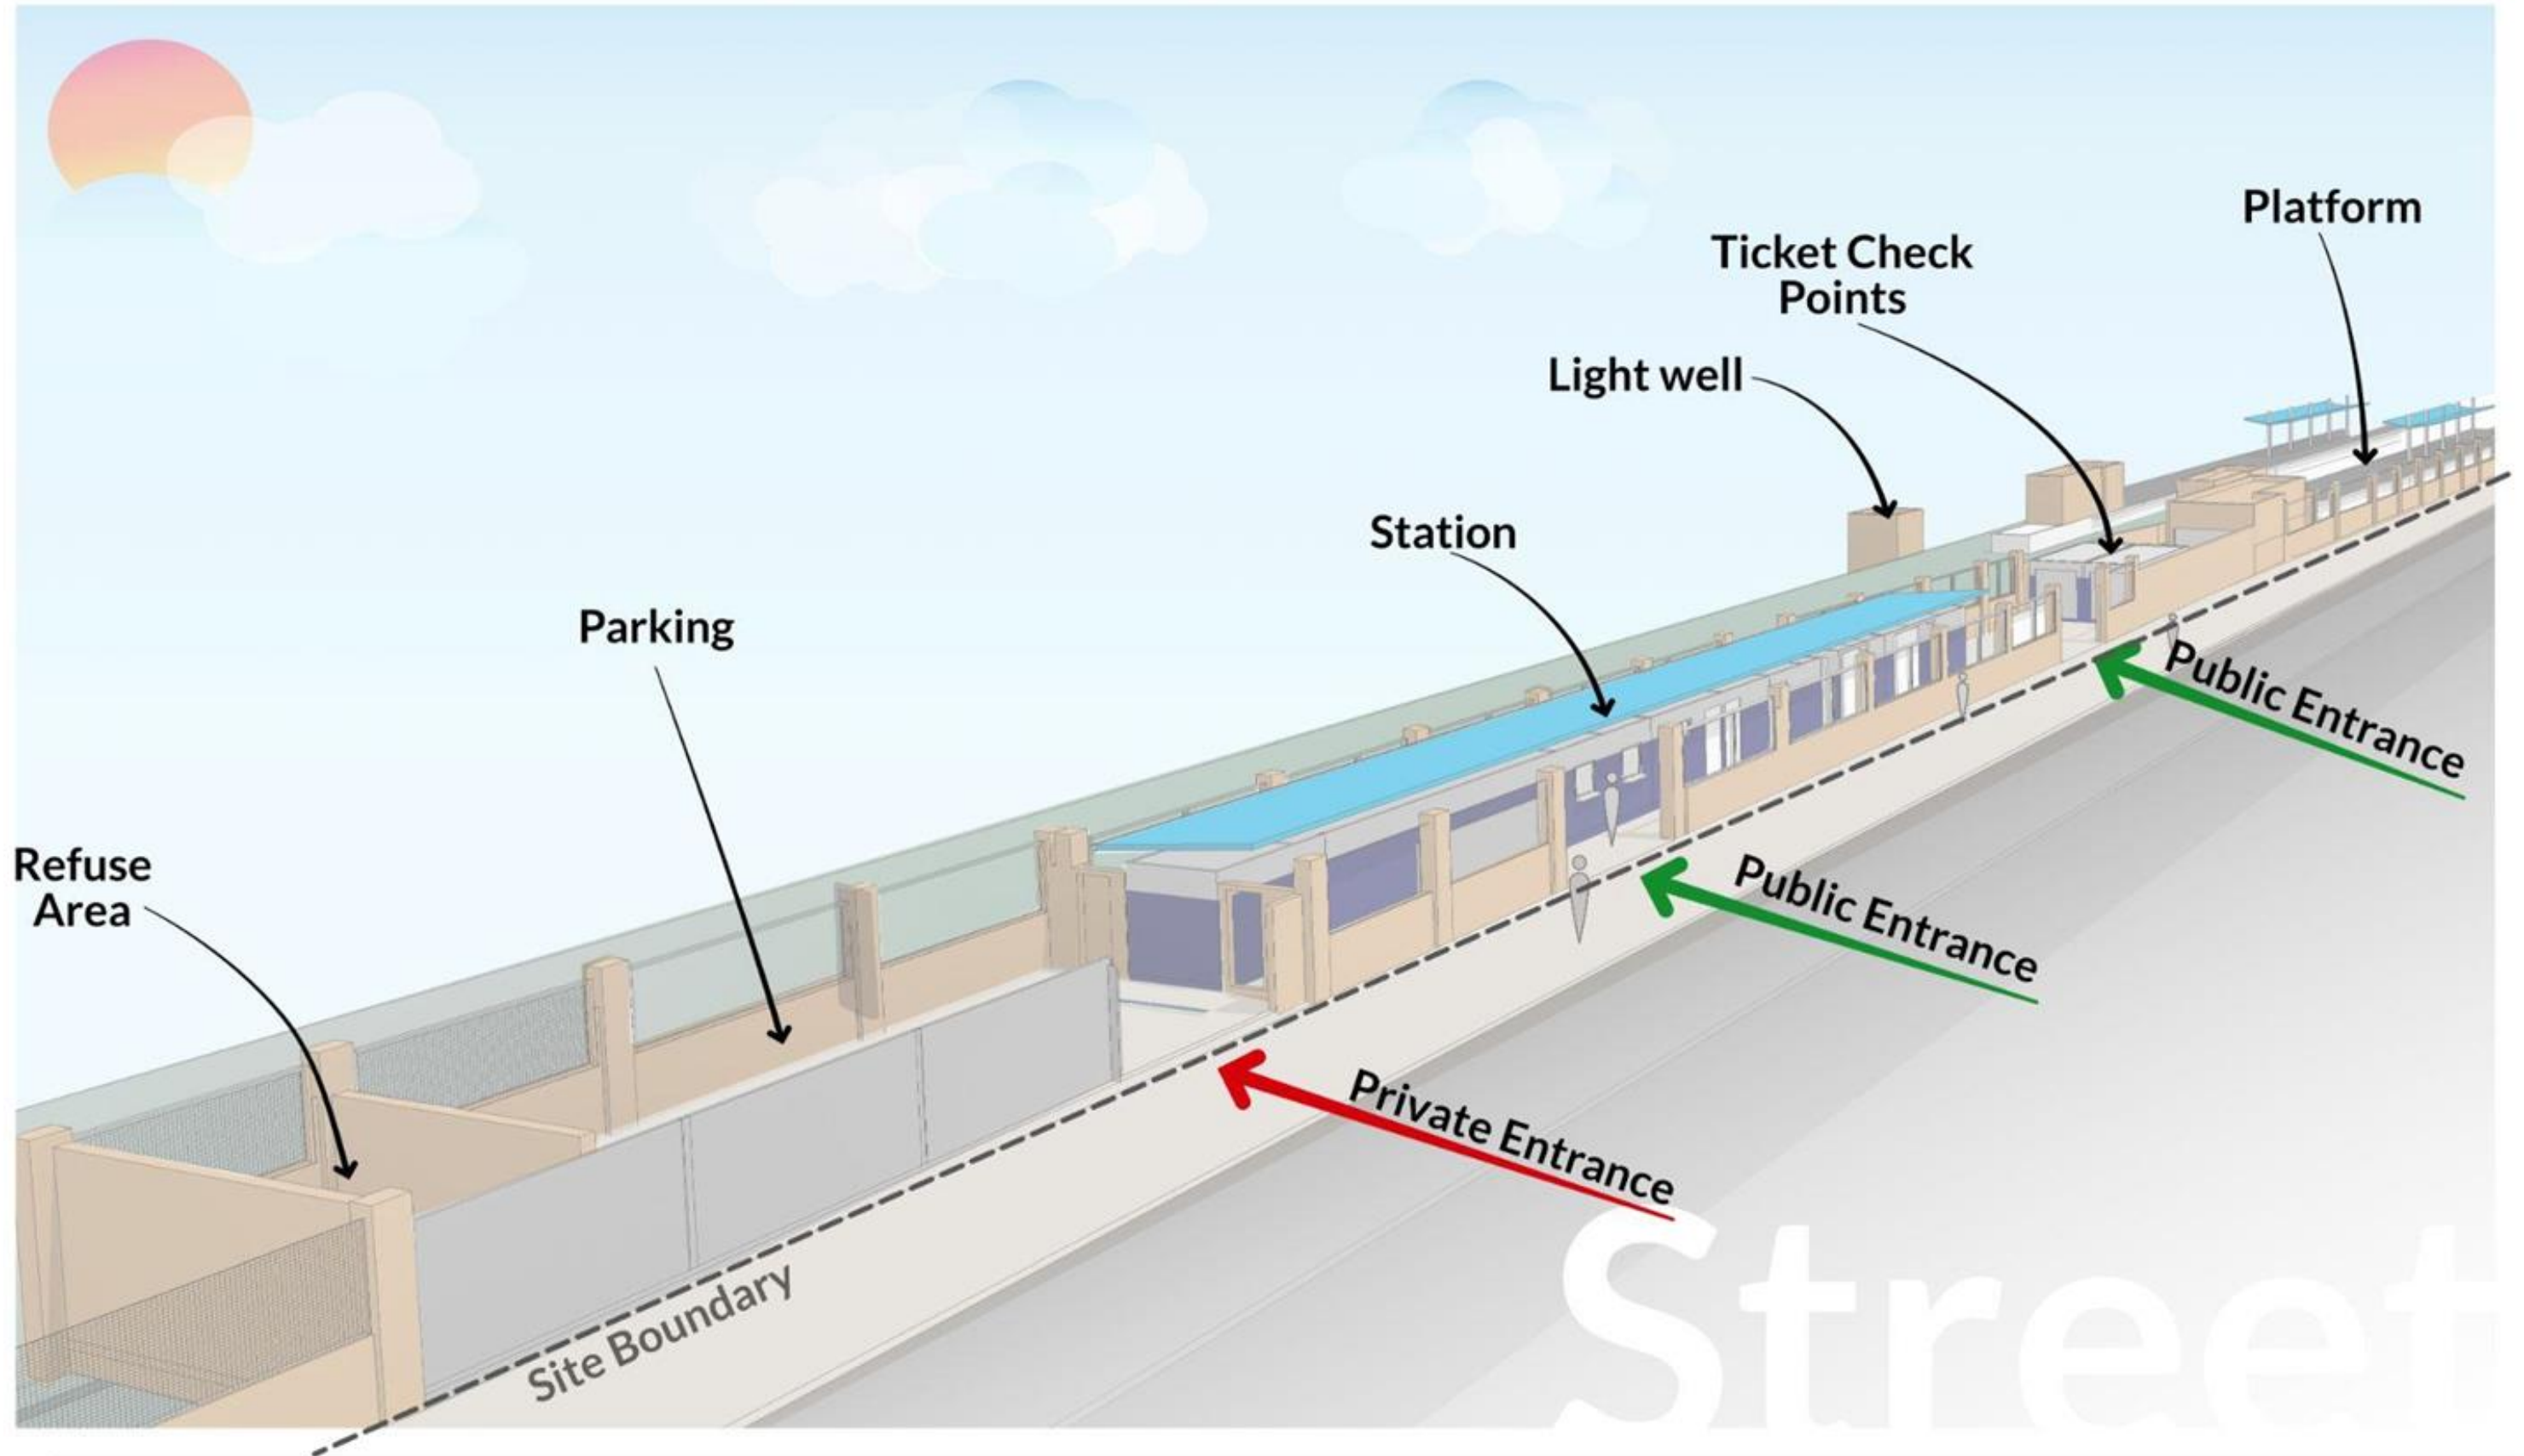 Platform
Ticket Check
Points
Light well
Station
Parking
Refuse
Area
Public Entrance
Public Entrance
Private Entrance
Site Boundary
Street